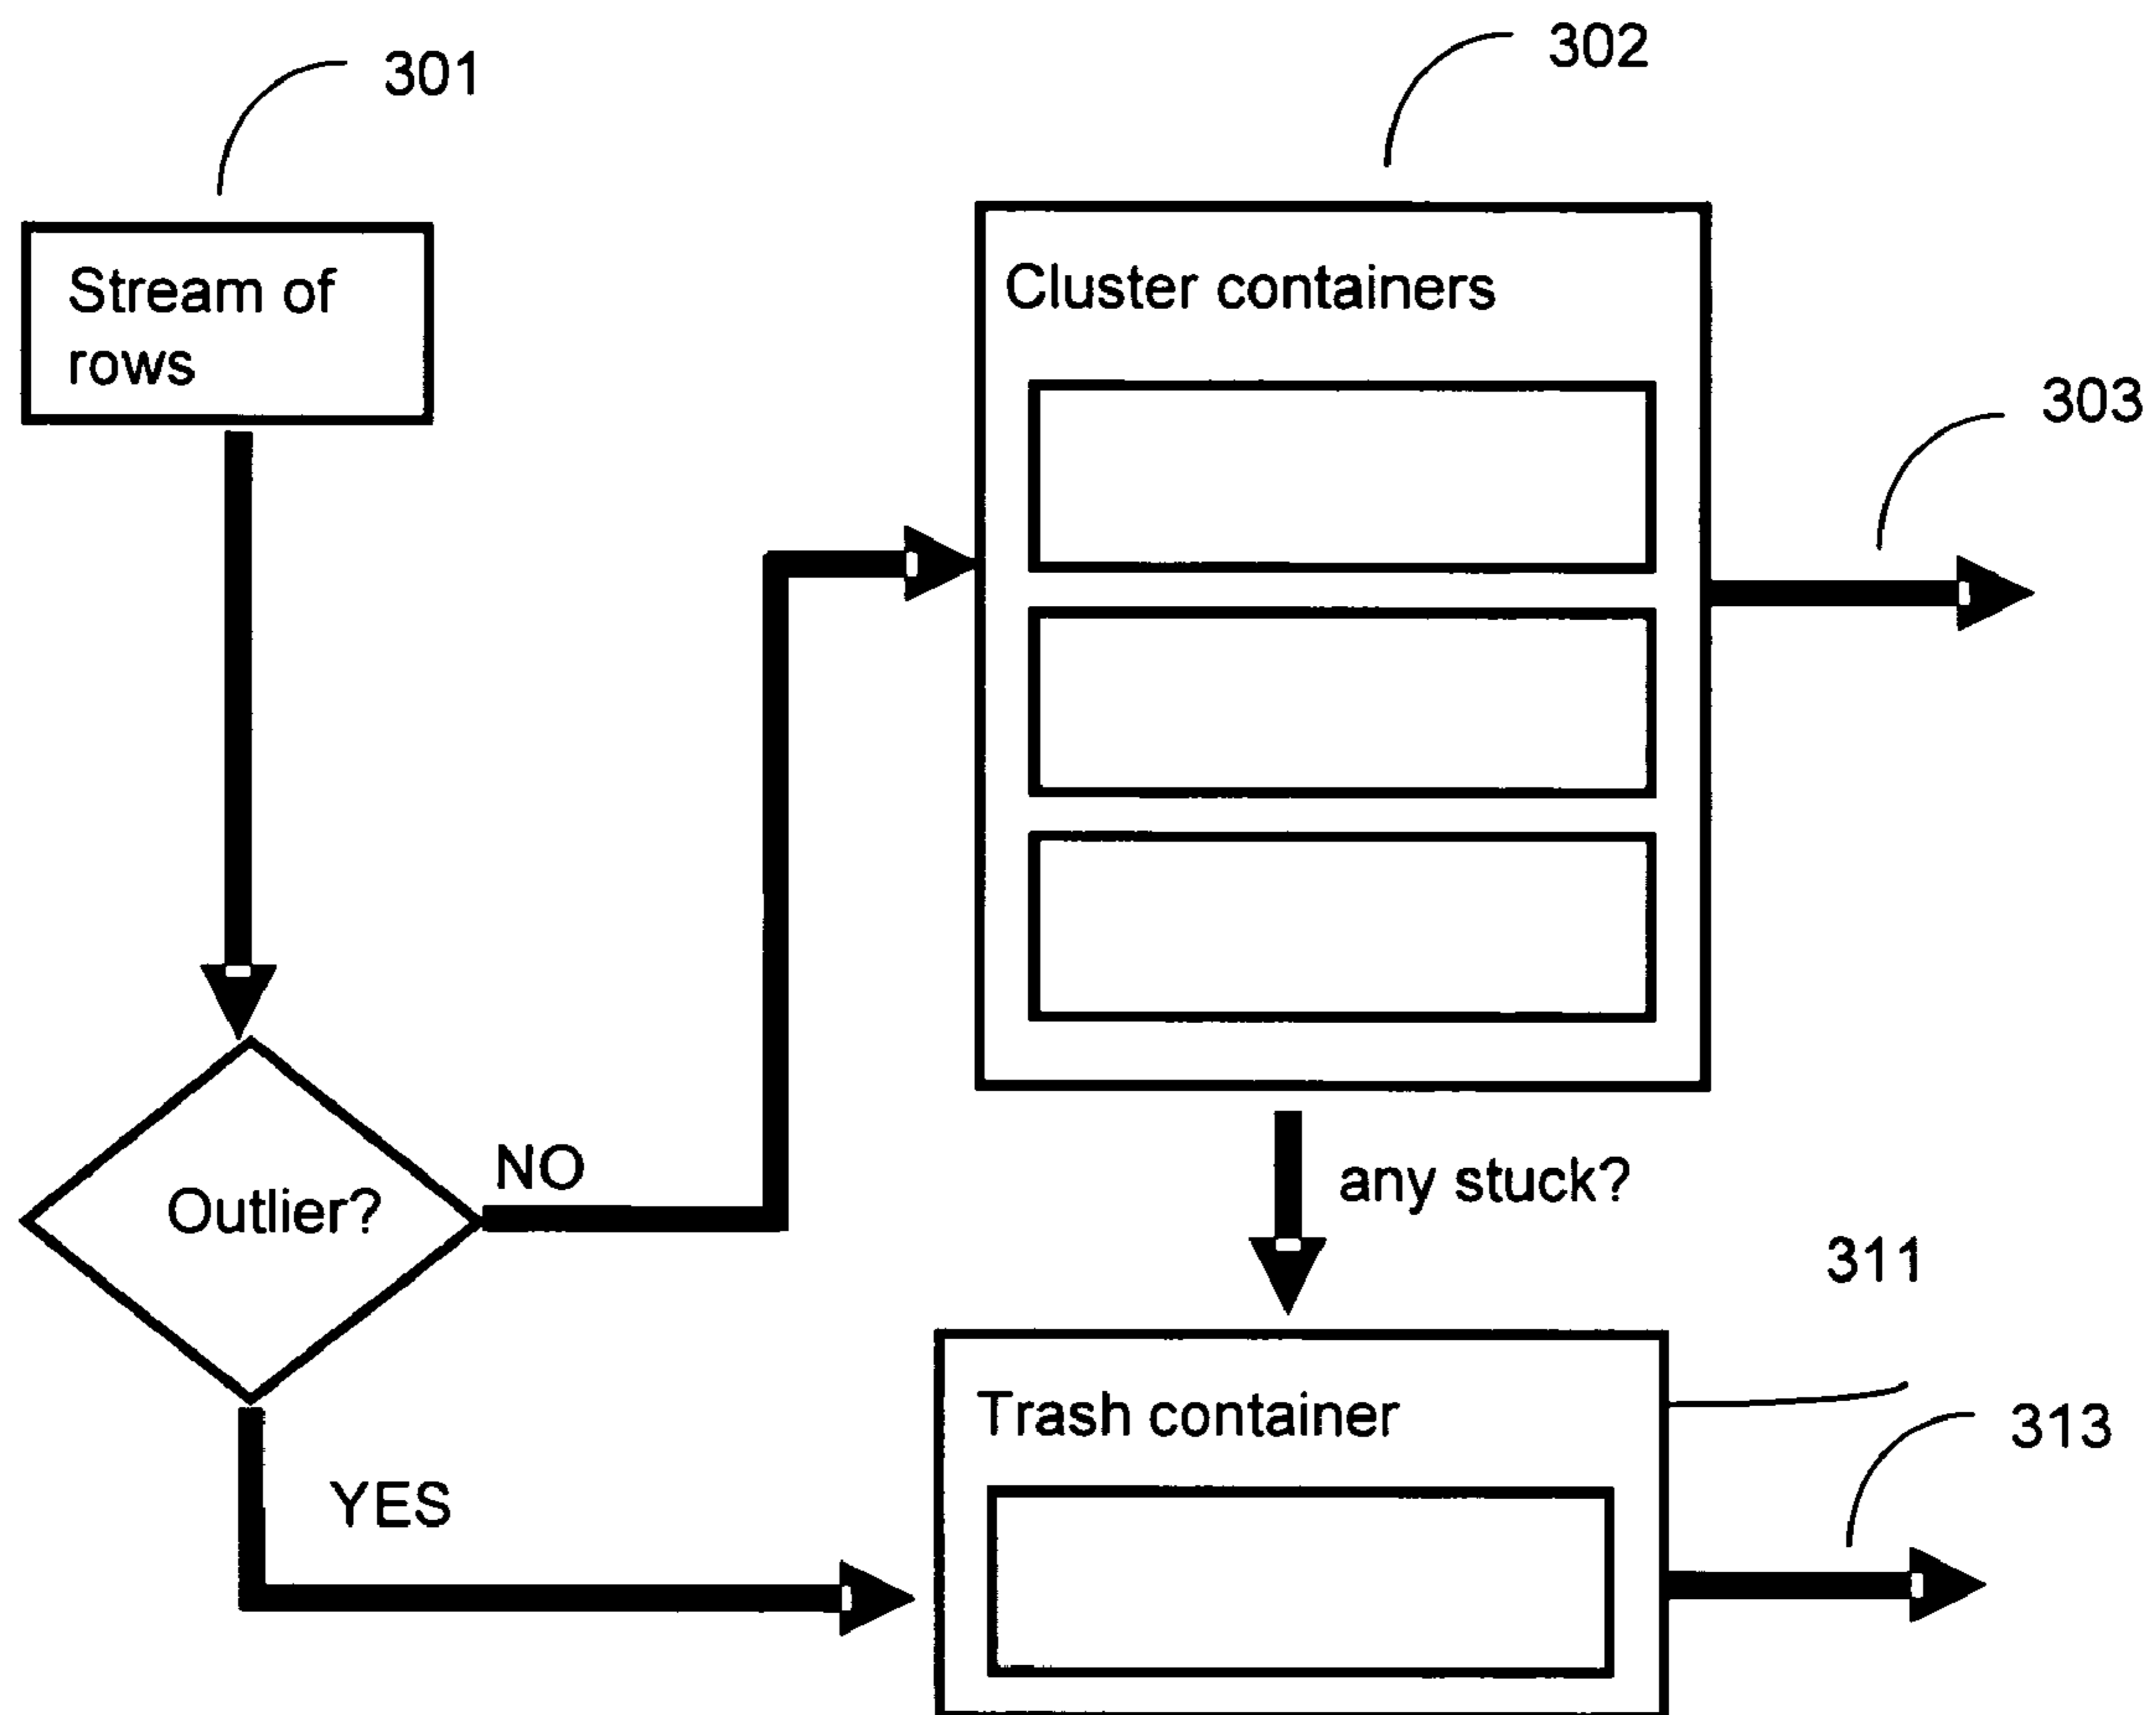 301
302
Stream of
rows
Cluster containers
303
NO
Outlier?
any stuck?
311
Trash container
313
YES